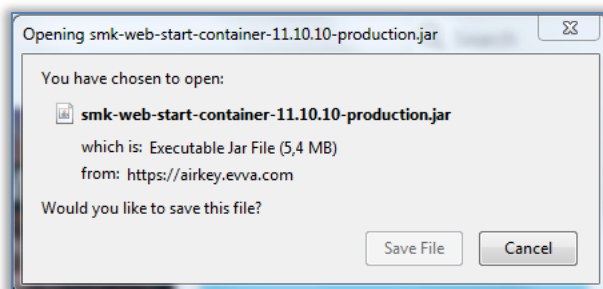 Opening smk-web-start-container-11.10.10-production.jar
You have chosen to open:
smk-web-start-container-11.10.10-production.jar
which is: Executable Jar File (5,4 MB)
from: https://airkey.evva.com
Would you like to save this file?
Save File
Cancel